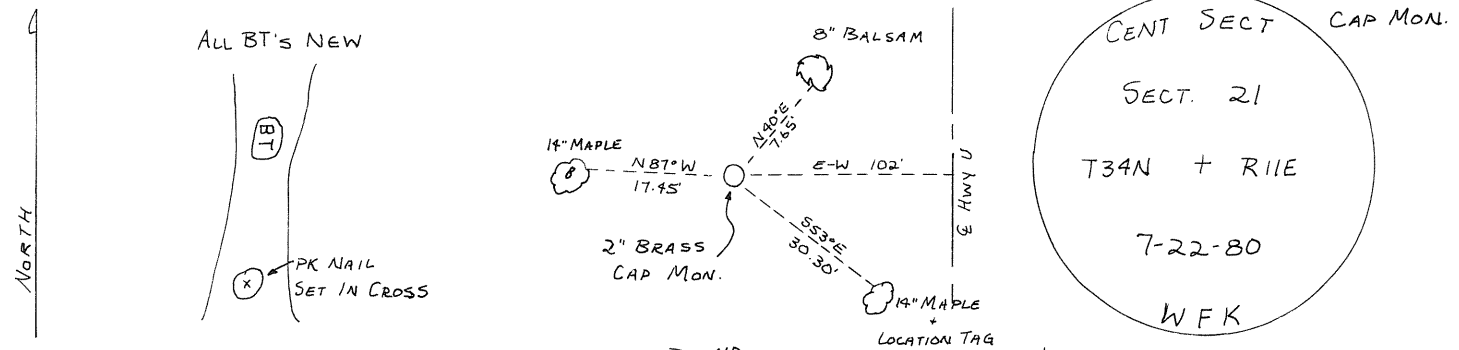 NORTH
ALL BT's NEW
BT
PK NAIL
SET IN CROSS
8" BALSAM
N40°E
7.65'
14" MAPLE
8
N87°W
17.45'
E-W 102'
HWY U
2" BRASS
CAP MON.
S53°E
30.30'
14" MAPLE
+
LOCATION TAG
CENT SECT
CAP MON.
SECT. 21
T34N + R11E
7-22-80
WFK